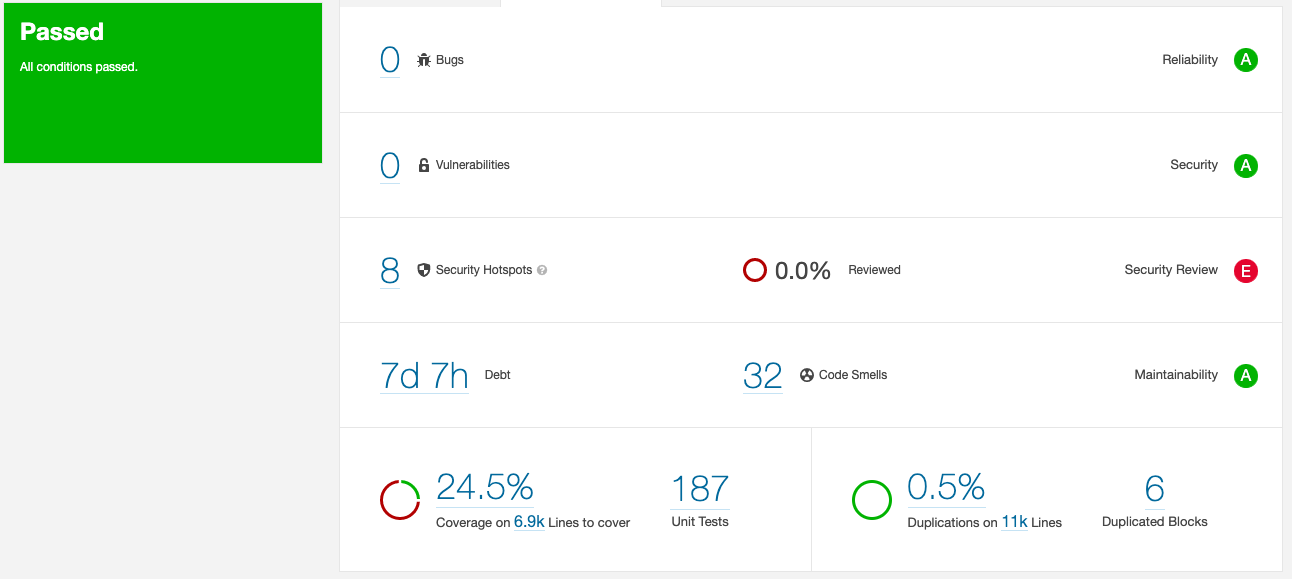 Passed
All conditions passed.
0 Bugs Reliability A
0 Vulnerabilities Security A
8 Security Hotspots ? 0.0% Reviewed Security Review E
7d 7h Debt 32 Code Smells Maintainability A
24.5% 187 0.5% 6
Coverage on 6.9k Lines to cover Unit Tests Duplications on 11k Lines Duplicated Blocks